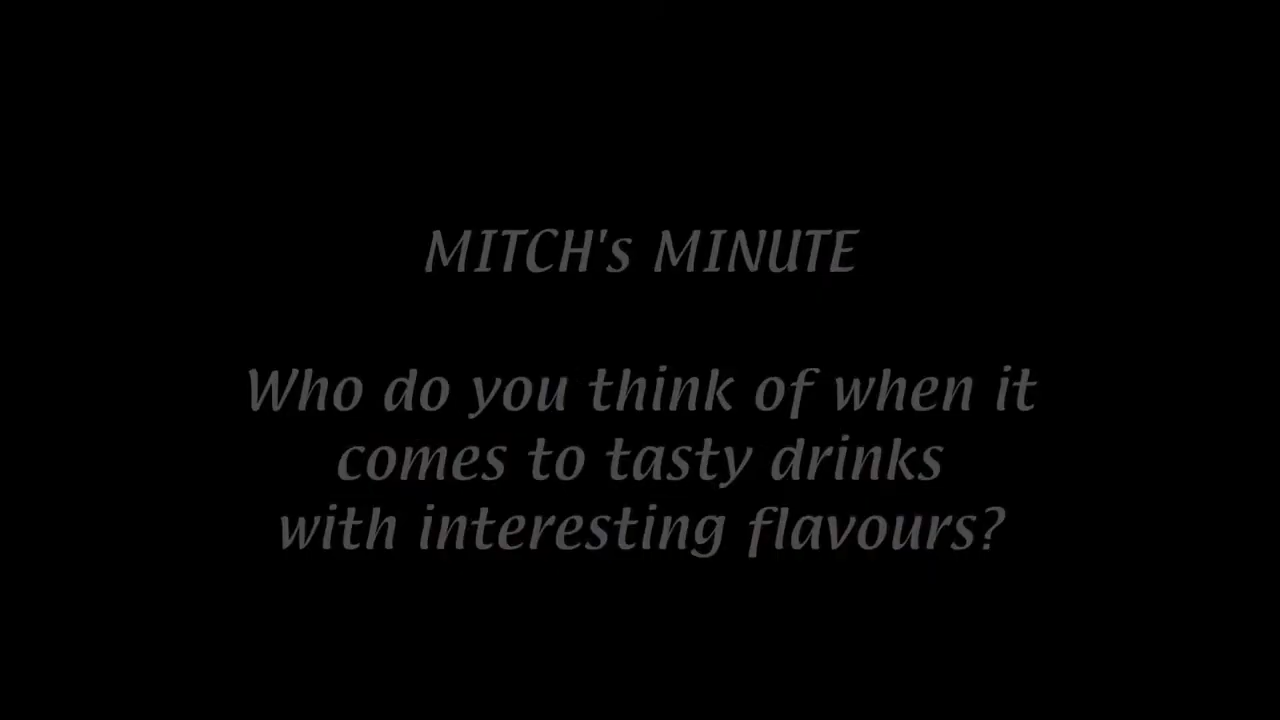 MITCH's MINUTE
Who do you think of when it
comes to tasty drinks
with interesting flavours?